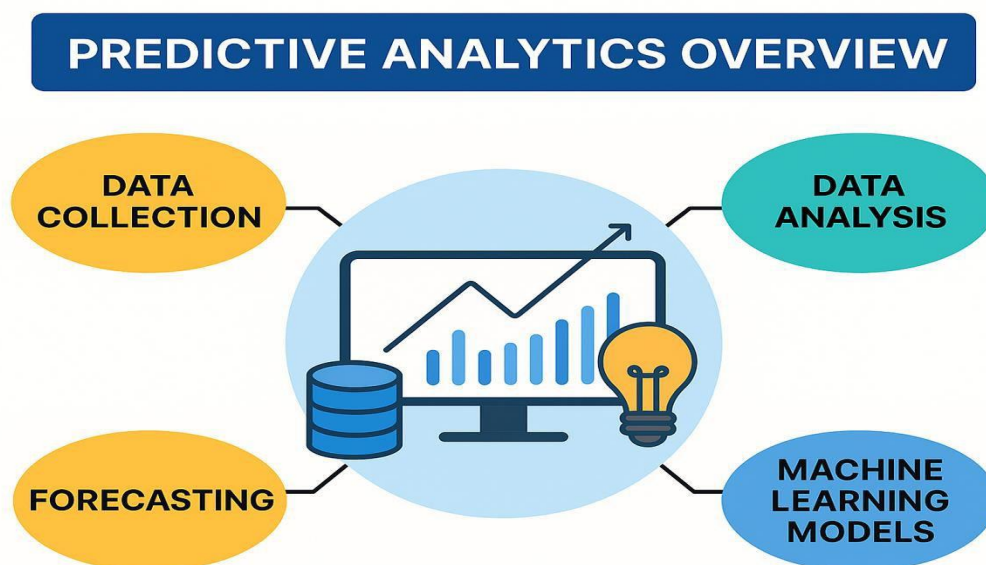 PREDICTIVE ANALYTICS OVERVIEW
DATA
COLLECTION
DATA
ANALYSIS
FORECASTING
MACHINE
LEARNING
MODELS